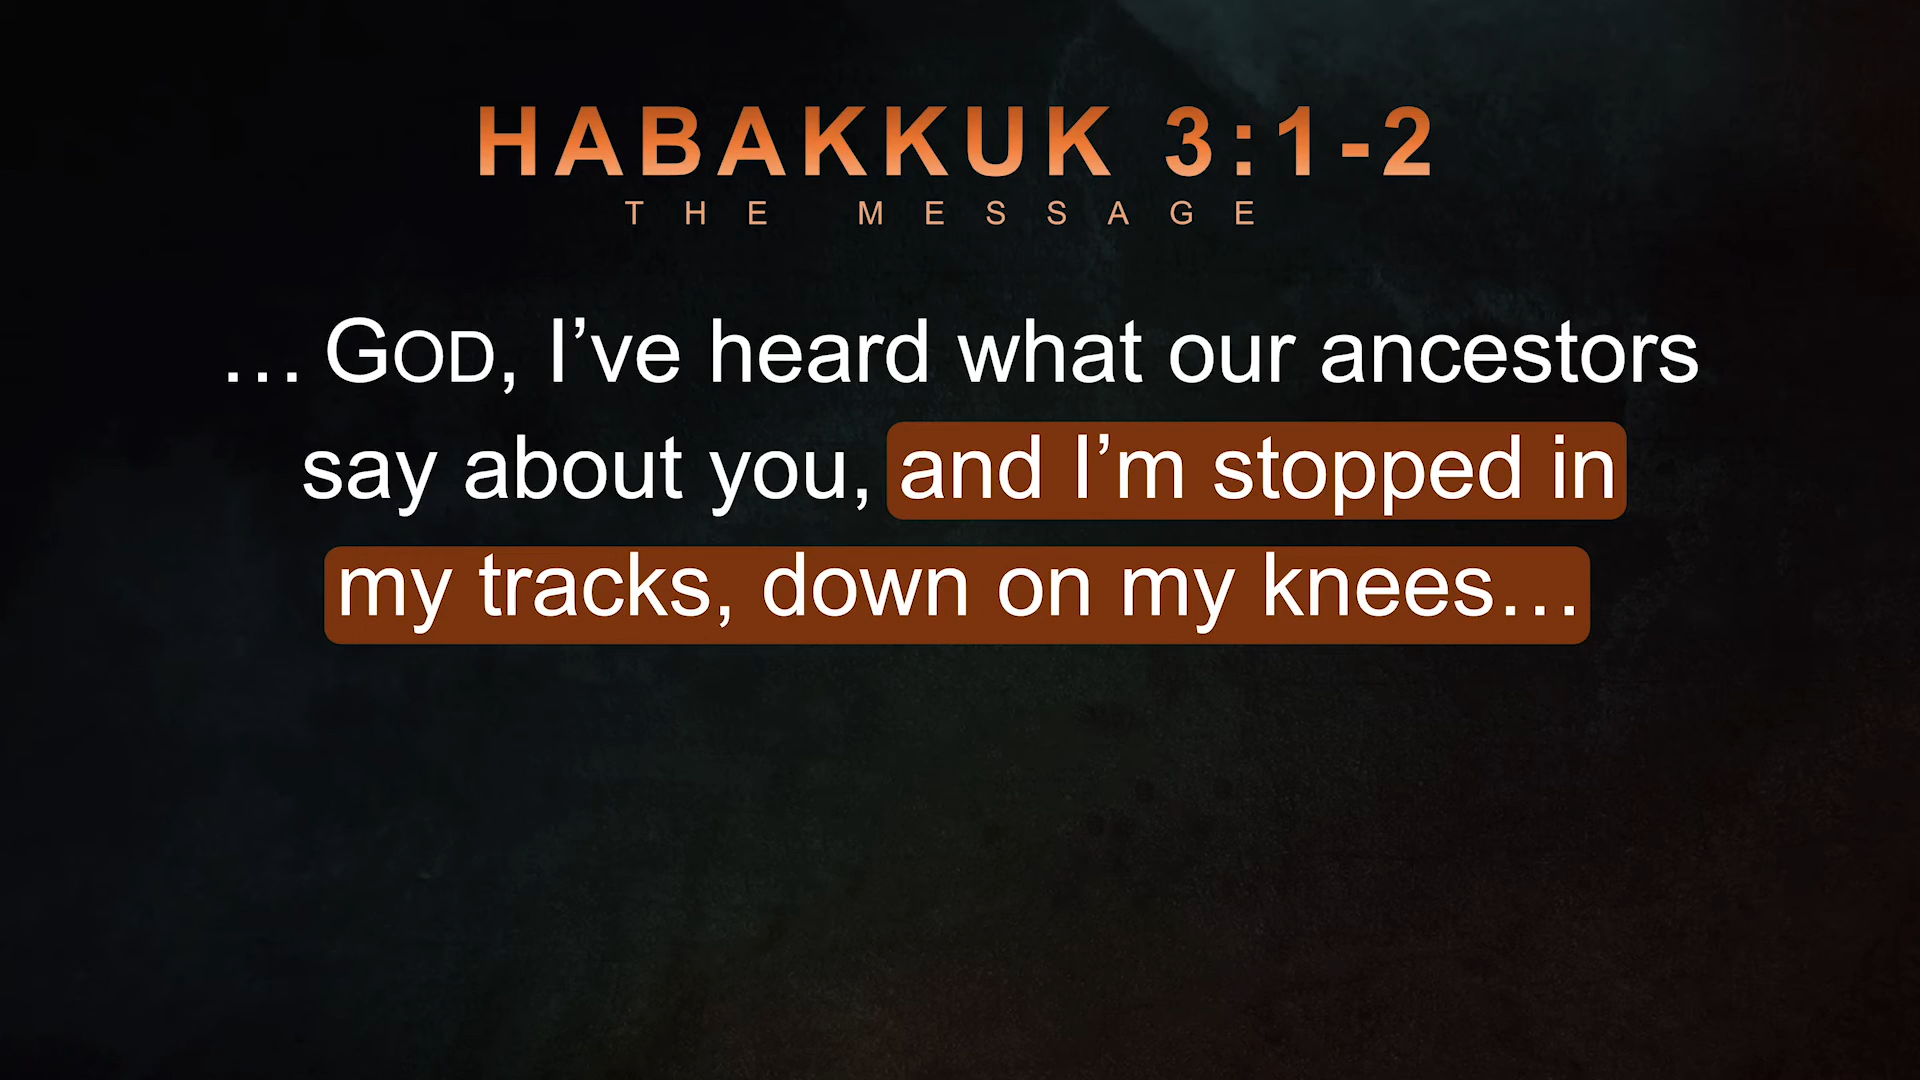 HABAKKUK 3:1-2
THE MESSAGE
… GOD, I’ve heard what our ancestors
say about you, and I’m stopped in
my tracks, down on my knees…